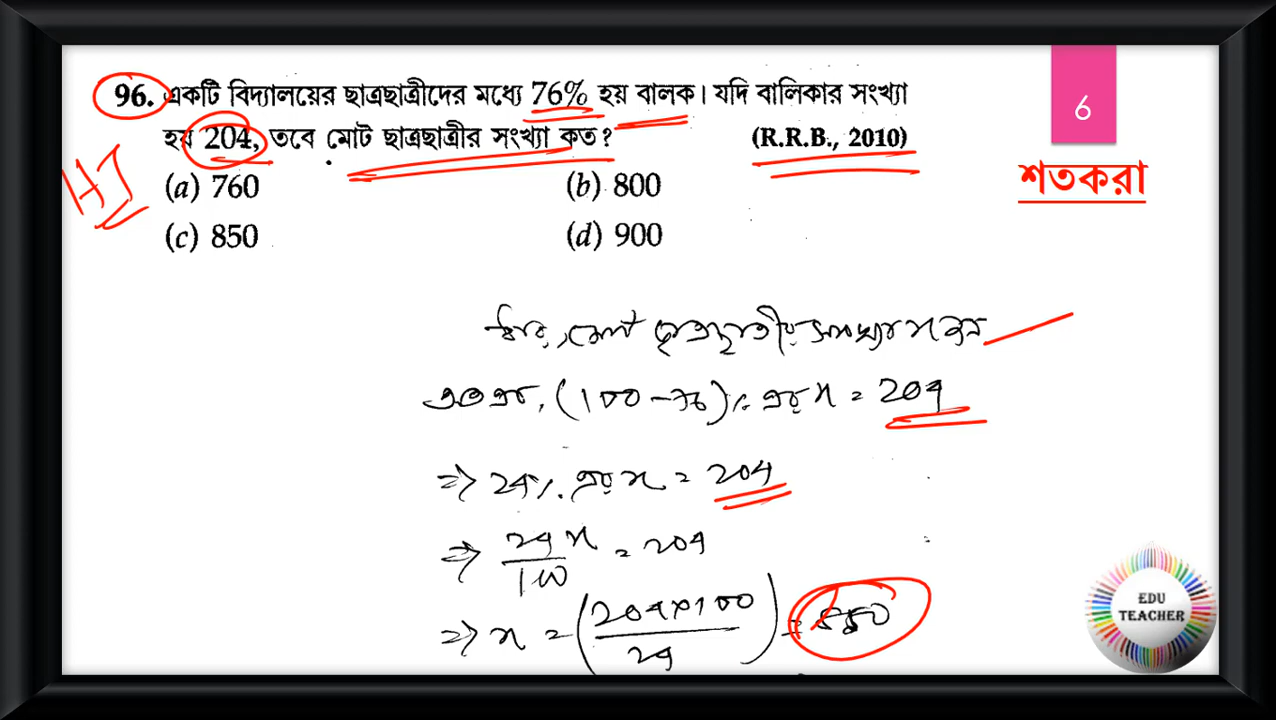 96. একটি বিদ্যালয়ের ছাত্রছাত্রীদের মধ্যে 76% হয় বালক। যদি বালিকার সংখ্যা
হয় 204, তবে মোট ছাত্রছাত্রীর সংখ্যা কত? (R.R.B., 2010)
(a) 760 (b) 800
(c) 850 (d) 900
6
শতকরা
ধরি, মোট ছাত্রছাত্রীর সংখ্যা x জন
অতএব, (100 - 76)% এর x = 204
=> 24% এর x = 204
=> 24x/100 = 204
=> x = (204×100/24) = 850
EDU
TEACHER